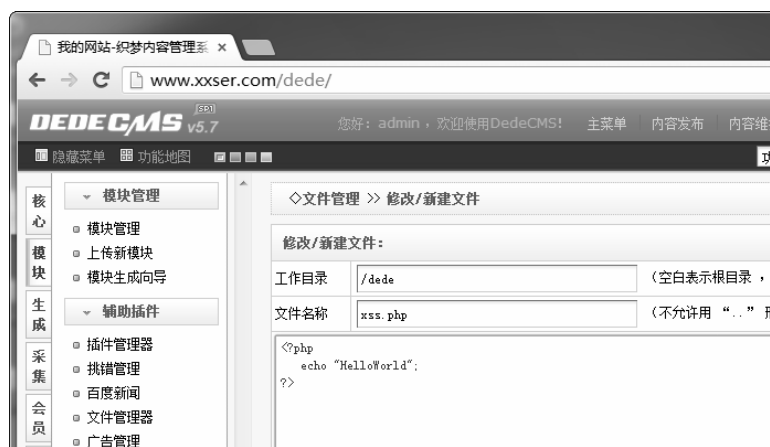 我的网站-织梦内容管理系 ×
www.xxser.com/dede/
DEDECMS v5.7 SP1
您好：admin ，欢迎使用DedeCMS! 主菜单 内容发布 内容维
隐藏菜单 功能地图
核心
模块
生成
采集
会员
模块管理
模块管理
上传新模块
模块生成向导
辅助插件
插件管理器
挑错管理
百度新闻
文件管理器
广告管理
◇文件管理 >> 修改/新建文件
修改/新建文件：
工作目录 /dede （空白表示根目录 ，
文件名称 xss.php （不允许用 “..” 形
<?php
echo "HelloWorld";
?>